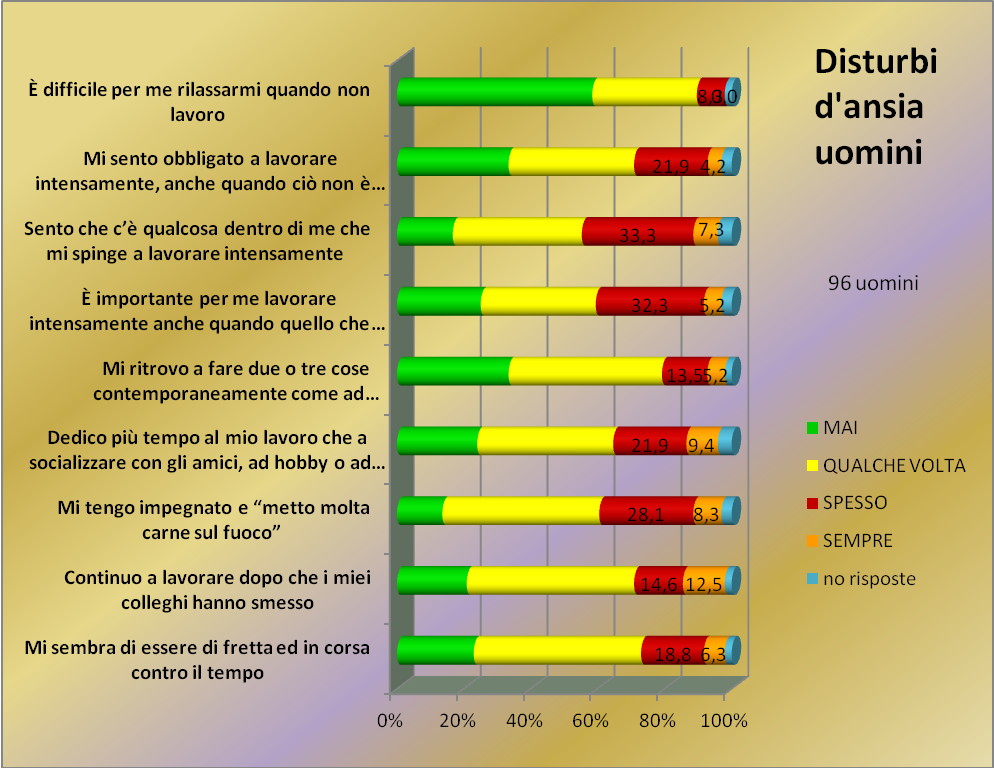 Disturbi
d'ansia
uomini
96 uomini
È difficile per me rilassarmi quando non
lavoro
8,3 0,0
Mi sento obbligato a lavorare
intensamente, anche quando ciò non è...
21,9 4,2
Sento che c’è qualcosa dentro di me che
mi spinge a lavorare intensamente
33,3 7,3
È importante per me lavorare
intensamente anche quando quello che...
32,3 5,2
Mi ritrovo a fare due o tre cose
contemporaneamente come ad...
13,5 5,2
Dedico più tempo al mio lavoro che a
socializzare con gli amici, ad hobby o ad...
21,9 9,4
Mi tengo impegnato e “metto molta
carne sul fuoco”
28,1 8,3
Continuo a lavorare dopo che i miei
colleghi hanno smesso
14,6 12,5
Mi sembra di essere di fretta ed in corsa
contro il tempo
18,8 6,3
0% 20% 40% 60% 80% 100%
MAI
QUALCHE VOLTA
SPESSO
SEMPRE
no risposte